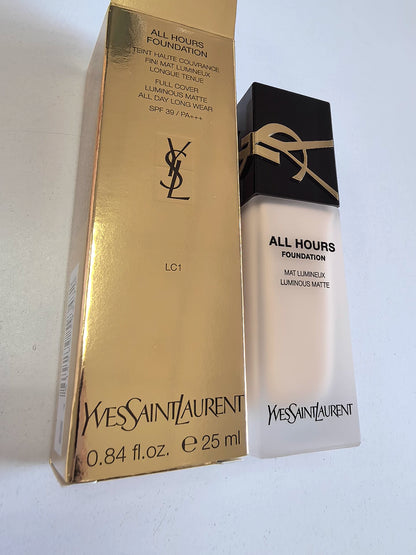 ALL HOURS
FOUNDATION
TEINT HAUTE COUVRANCE
FINI MAT LUMINEUX
LONGUE TENUE
FULL COVER
LUMINOUS MATTE
ALL DAY LONG WEAR
SPF 39 / PA+++
YSL
LC1
YVESSAINTLAURENT
0.84 fl.oz. ℮ 25 ml
ALL HOURS
FOUNDATION
MAT LUMINEUX
LUMINOUS MATTE
YVESSAINTLAURENT